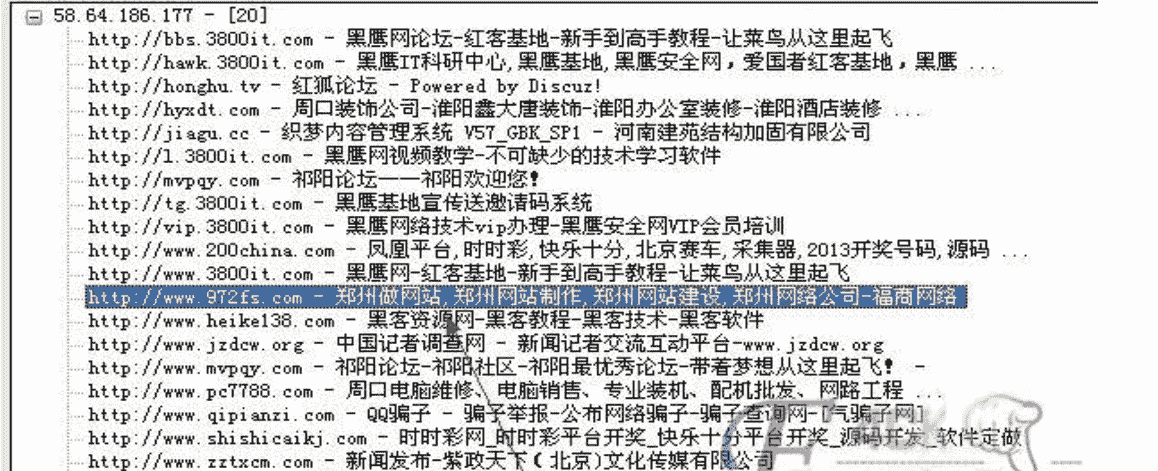 58.64.186.177 - [20]
http://bbs.3800it.com - 黑鹰网论坛-红客基地-新手到高手教程-让菜鸟从这里起飞
http://hawk.3800it.com - 黑鹰IT科研中心,黑鹰基地,黑鹰安全网，爱国者红客基地，黑鹰 ...
http://honghu.tv - 红狐论坛 - Powered by Discuz!
http://hyxdt.com - 周口装饰公司-淮阳鑫大唐装饰-淮阳办公室装修-淮阳酒店装修 ...
http://jiagu.cc - 织梦内容管理系统 V57_GBK_SP1 - 河南建苑结构加固有限公司
http://l.3800it.com - 黑鹰网视频教学-不可缺少的技术学习软件
http://mvpqy.com - 祁阳论坛——祁阳欢迎您!
http://tg.3800it.com - 黑鹰基地宣传送邀请码系统
http://vip.3800it.com - 黑鹰网络技术vip办理-黑鹰安全网VIP会员培训
http://www.200china.com - 凤凰平台,时时彩,快乐十分,北京赛车,采集器,2013开奖号码,源码 ...
http://www.3800it.com - 黑鹰网-红客基地-新手到高手教程-让菜鸟从这里起飞
http://www.972fs.com - 郑州做网站,郑州网站制作,郑州网站建设,郑州网络公司-福商网络
http://www.heike138.com - 黑客资源网-黑客教程-黑客技术-黑客软件
http://www.jzdcw.org - 中国记者调查网 - 新闻记者交流互动平台-www.jzdcw.org
http://www.mvpqy.com - 祁阳论坛-祁阳社区-祁阳最优秀论坛-带着梦想从这里起飞! -
http://www.pc7788.com - 周口电脑维修、电脑销售、专业装机、配机批发、网路工程 ...
http://www.qipianzi.com - QQ骗子 - 骗子举报-公布网络骗子-骗子查询网-[气骗子网]
http://www.shishicaikj.com - 时时彩网_时时彩平台开奖_快乐十分平台开奖_源码开发_软件定做
http://www.zztxcm.com - 新闻发布-紫政天下(北京)文化传媒有限公司